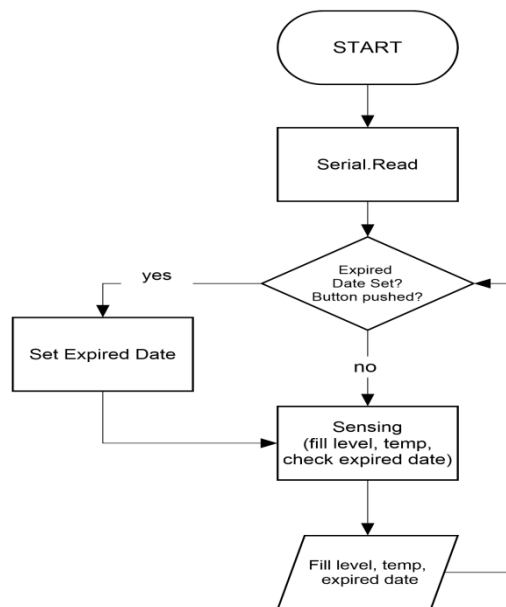 START
Serial.Read
Expired
Date Set?
Button pushed?
yes
Set Expired Date
no
Sensing
(fill level, temp,
check expired date)
Fill level, temp,
expired date